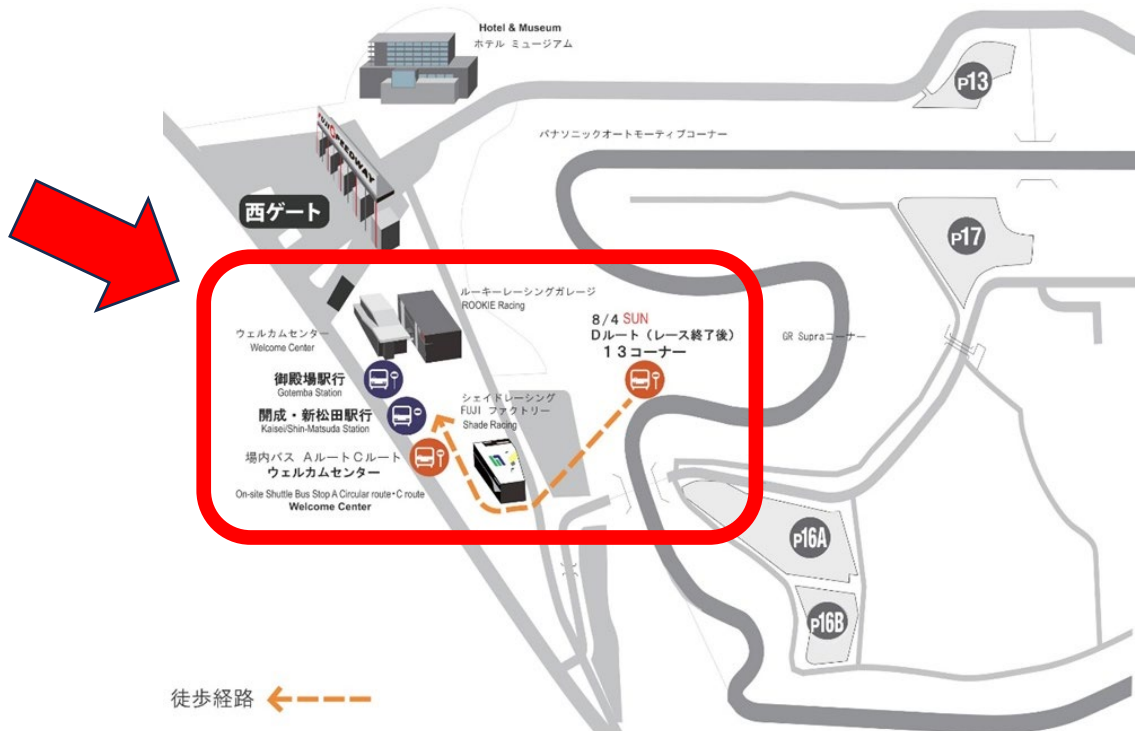 Hotel & Museum
ホテル ミュージアム
P13
FUJI SPEEDWAY
パナソニックオートモーティブコーナー
西ゲート
P17
ルーキーレーシングガレージ
ROOKIE Racing
8/4 SUN
Dルート（レース終了後）
13コーナー
GR Supraコーナー
ウェルカムセンター
Welcome Center
御殿場駅行
Gotemba Station
シェイドレーシング
FUJI ファクトリー
Shade Racing
開成・新松田駅行
Kaisei/Shin-Matsuda Station
場内バス AルートCルート
ウェルカムセンター
On-site Shuttle Bus Stop A Circular route・C route
Welcome Center
P16A
P16B
徒歩経路